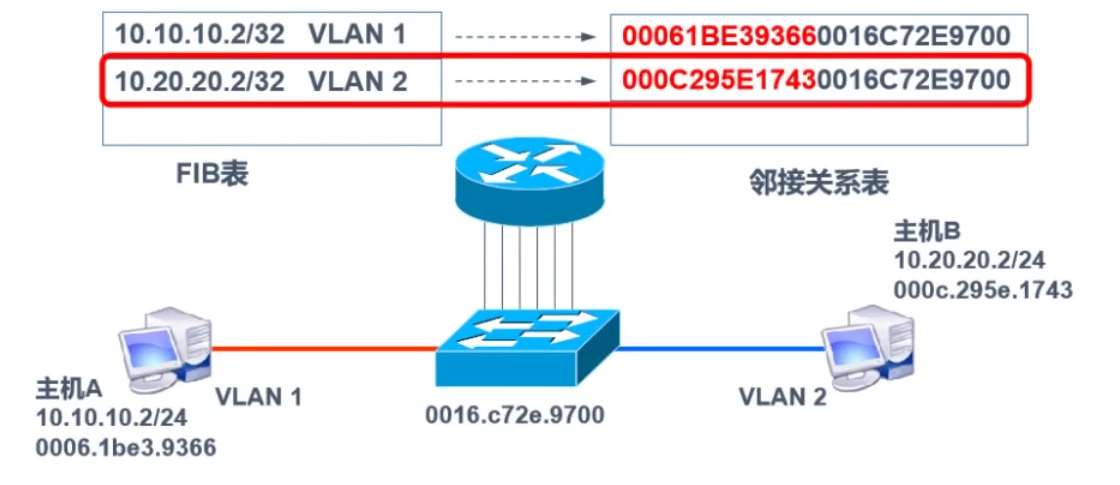 10.10.10.2/32 VLAN 1 00061BE393660016C72E9700
10.20.20.2/32 VLAN 2 000C295E17430016C72E9700
FIB表
邻接关系表
主机B
10.20.20.2/24
000c.295e.1743
主机A
10.10.10.2/24
0006.1be3.9366
VLAN 1
0016.c72e.9700
VLAN 2